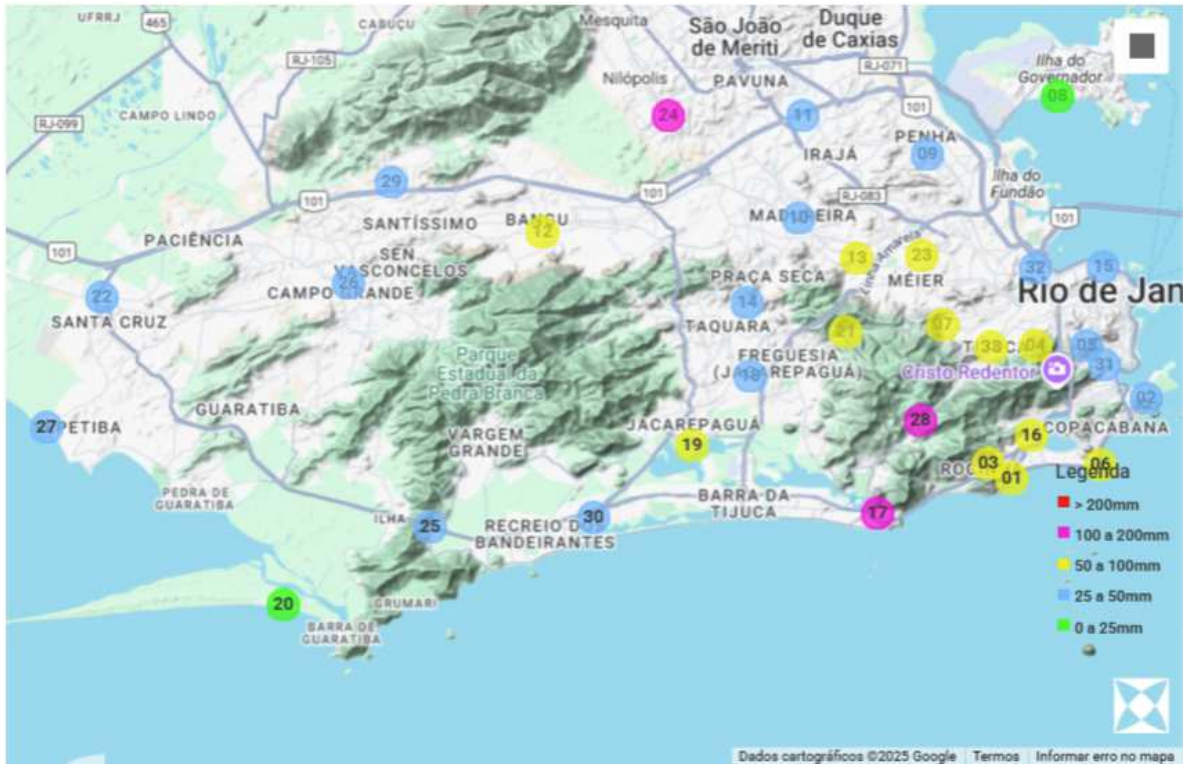 UFRRJ
465
CABUÇU
Mesquita
São João
de Meriti
Duque
de Caxias
RJ-105
RJ-071
Ilha do
Governador
Nilópolis
PAVUNA
08
RJ-099
CAMPO LINDO
24
11
101
PENHA
IRAJÁ
09
29
101
101
RJ-083
Ilha do
Fundão
SANTÍSSIMO
BANGU
12
MADUREIRA
10
101
PACIÊNCIA
101
SEN
VASCONCELOS
13
Linha Amarela
23
32
15
26
CAMPO GRANDE
PRAÇA SECA
MÉIER
22
14
Rio de Jan
SANTA CRUZ
TAQUARA
21
07
33
04
05
Parque
Estadual da
Pedra Branca
FREGUESIA
(JACAREPAGUÁ)
18
Cristo Redentor
31
02
GUARATIBA
28
27
PETIBA
VARGEM
GRANDE
JACAREPAGUÁ
19
16
COPACABANA
ROC
03
01
06
PEDRA DE
GUARATIBA
ILHA
25
RECREIO D
BANDEIRANTES
30
BARRA DA
TIJUCA
17
Legenda
> 200mm
100 a 200mm
50 a 100mm
25 a 50mm
0 a 25mm
20
GRUMARI
BARRA DE
GUARATIBA
Dados cartográficos ©2025 Google
Termos
Informar erro no mapa